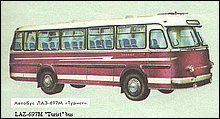 Автобус ЛАЗ-697М «Турист»
LAZ-697M "Turist" bus